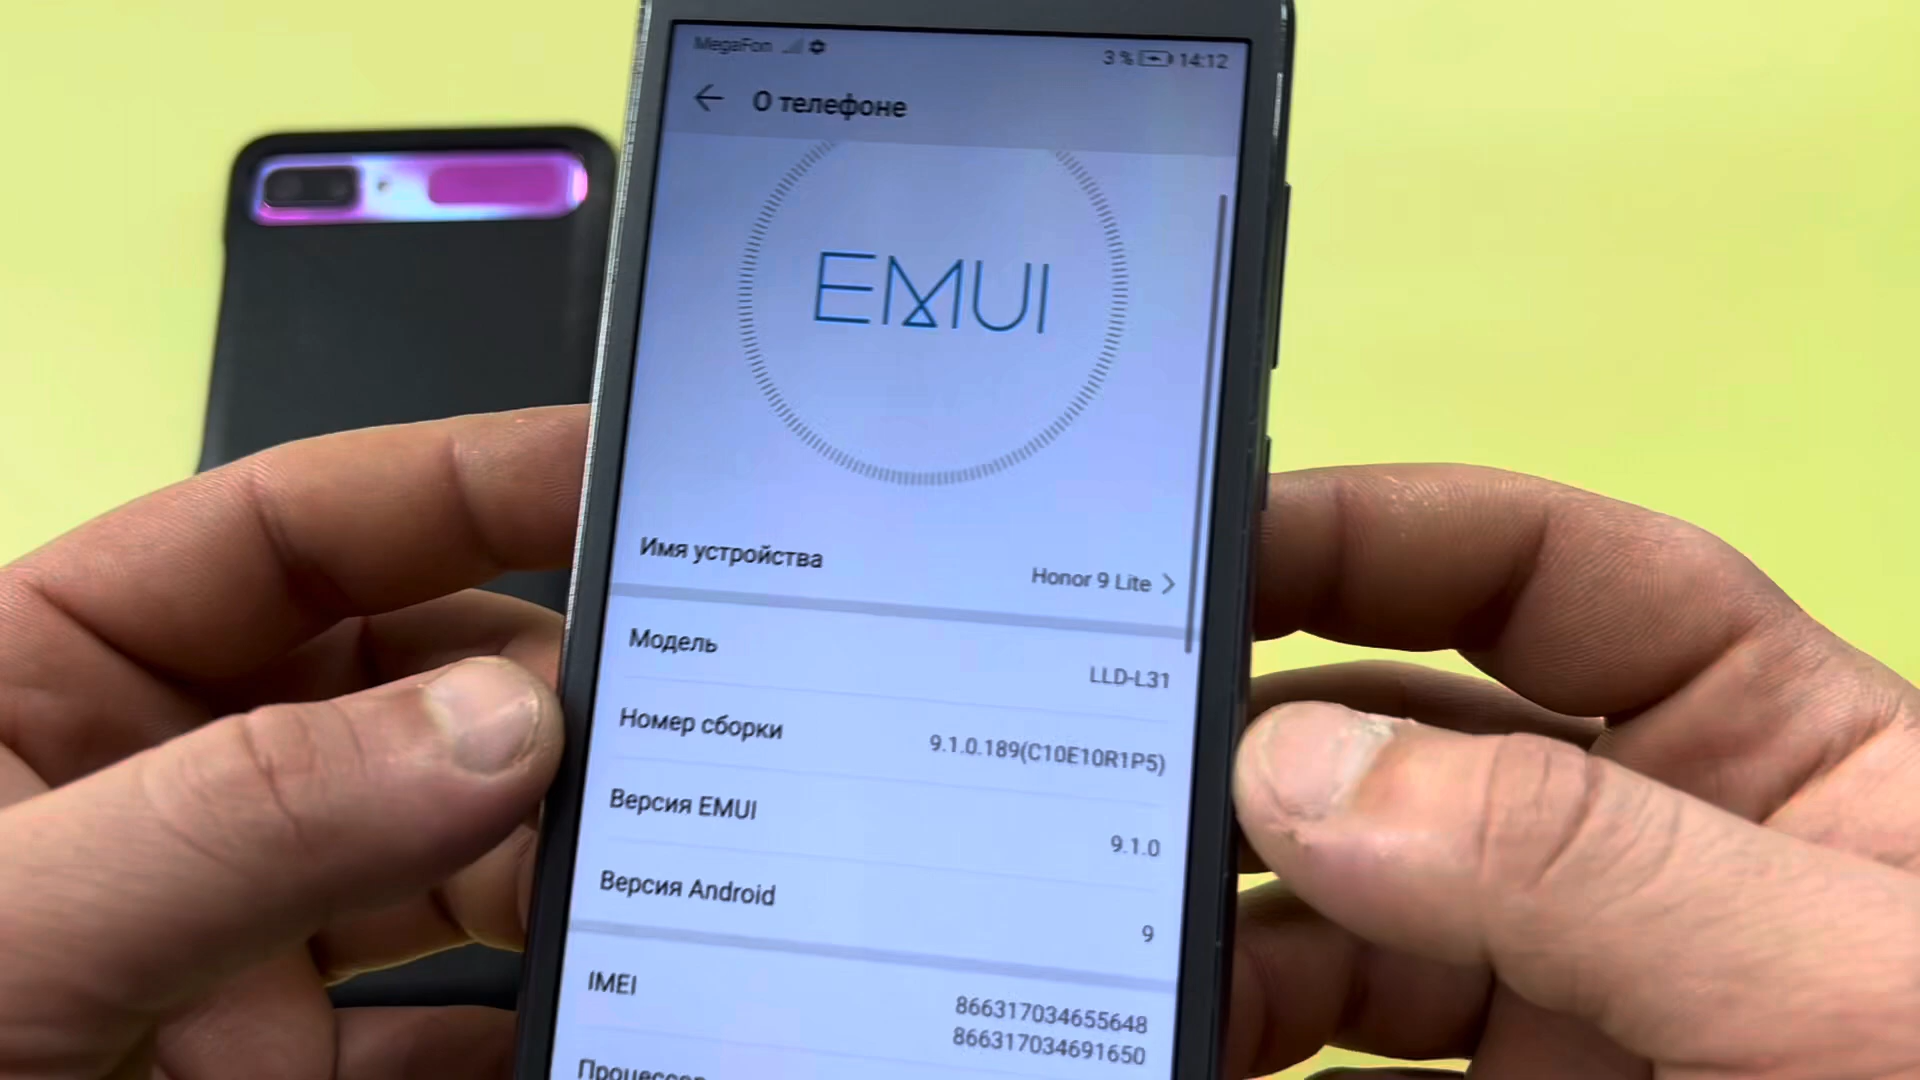 MegaFon
3 % 14:12
О телефоне
EMUI
Имя устройства
Honor 9 Lite
Модель
LLD-L31
Номер сборки
9.1.0.189(C10E10R1P5)
Версия EMUI
9.1.0
Версия Android
9
IMEI
866317034655648
866317034691650